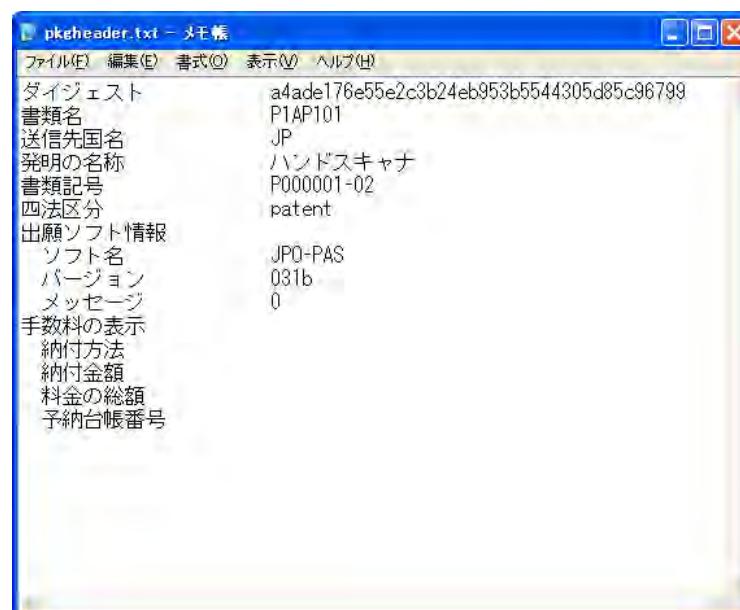 pkgheader.txt - メモ帳
ファイル(F) 編集(E) 書式(O) 表示(V) ヘルプ(H)
ダイジェスト a4ade176e55e2c3b24eb953b5544305d85c96799
書類名 P1AP101
送信先国名 JP
発明の名称 ハンドスキャナ
書類記号 P000001-02
四法区分 patent
出願ソフト情報
ソフト名 JPO-PAS
バージョン 031b
メッセージ 0
手数料の表示
納付方法
納付金額
料金の総額
予納台帳番号